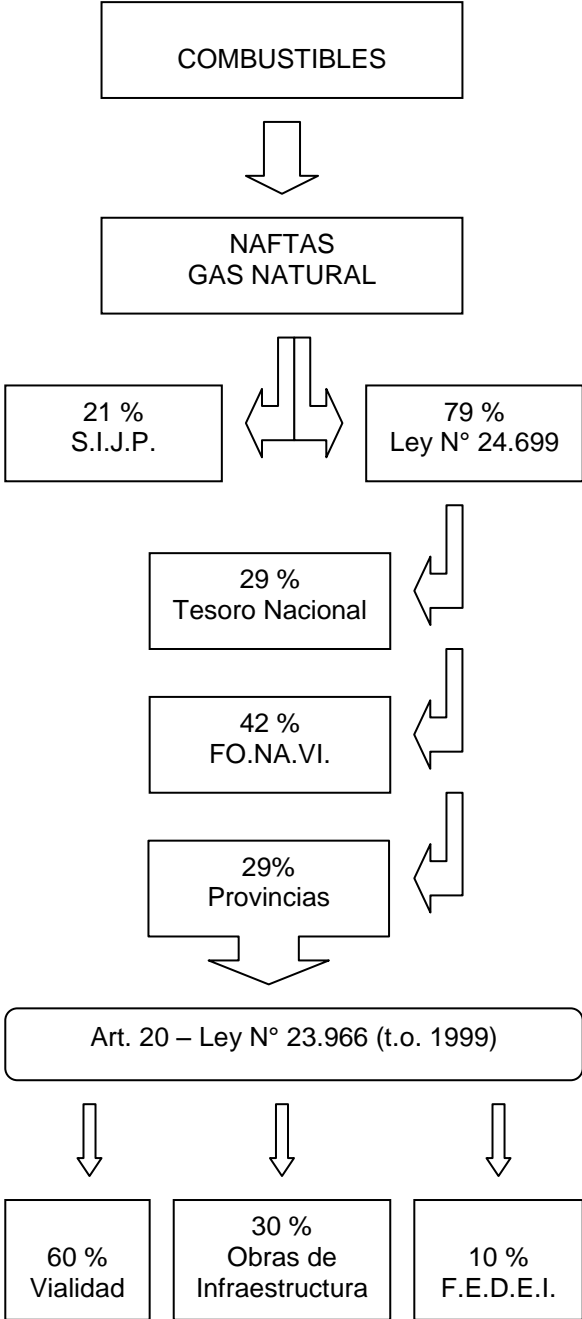 COMBUSTIBLES
NAFTAS
GAS NATURAL
21 %
S.I.J.P.
79 %
Ley N° 24.699
29 %
Tesoro Nacional
42 %
FO.NA.VI.
29%
Provincias
Art. 20 – Ley N° 23.966 (t.o. 1999)
60 %
Vialidad
30 %
Obras de
Infraestructura
10 %
F.E.D.E.I.